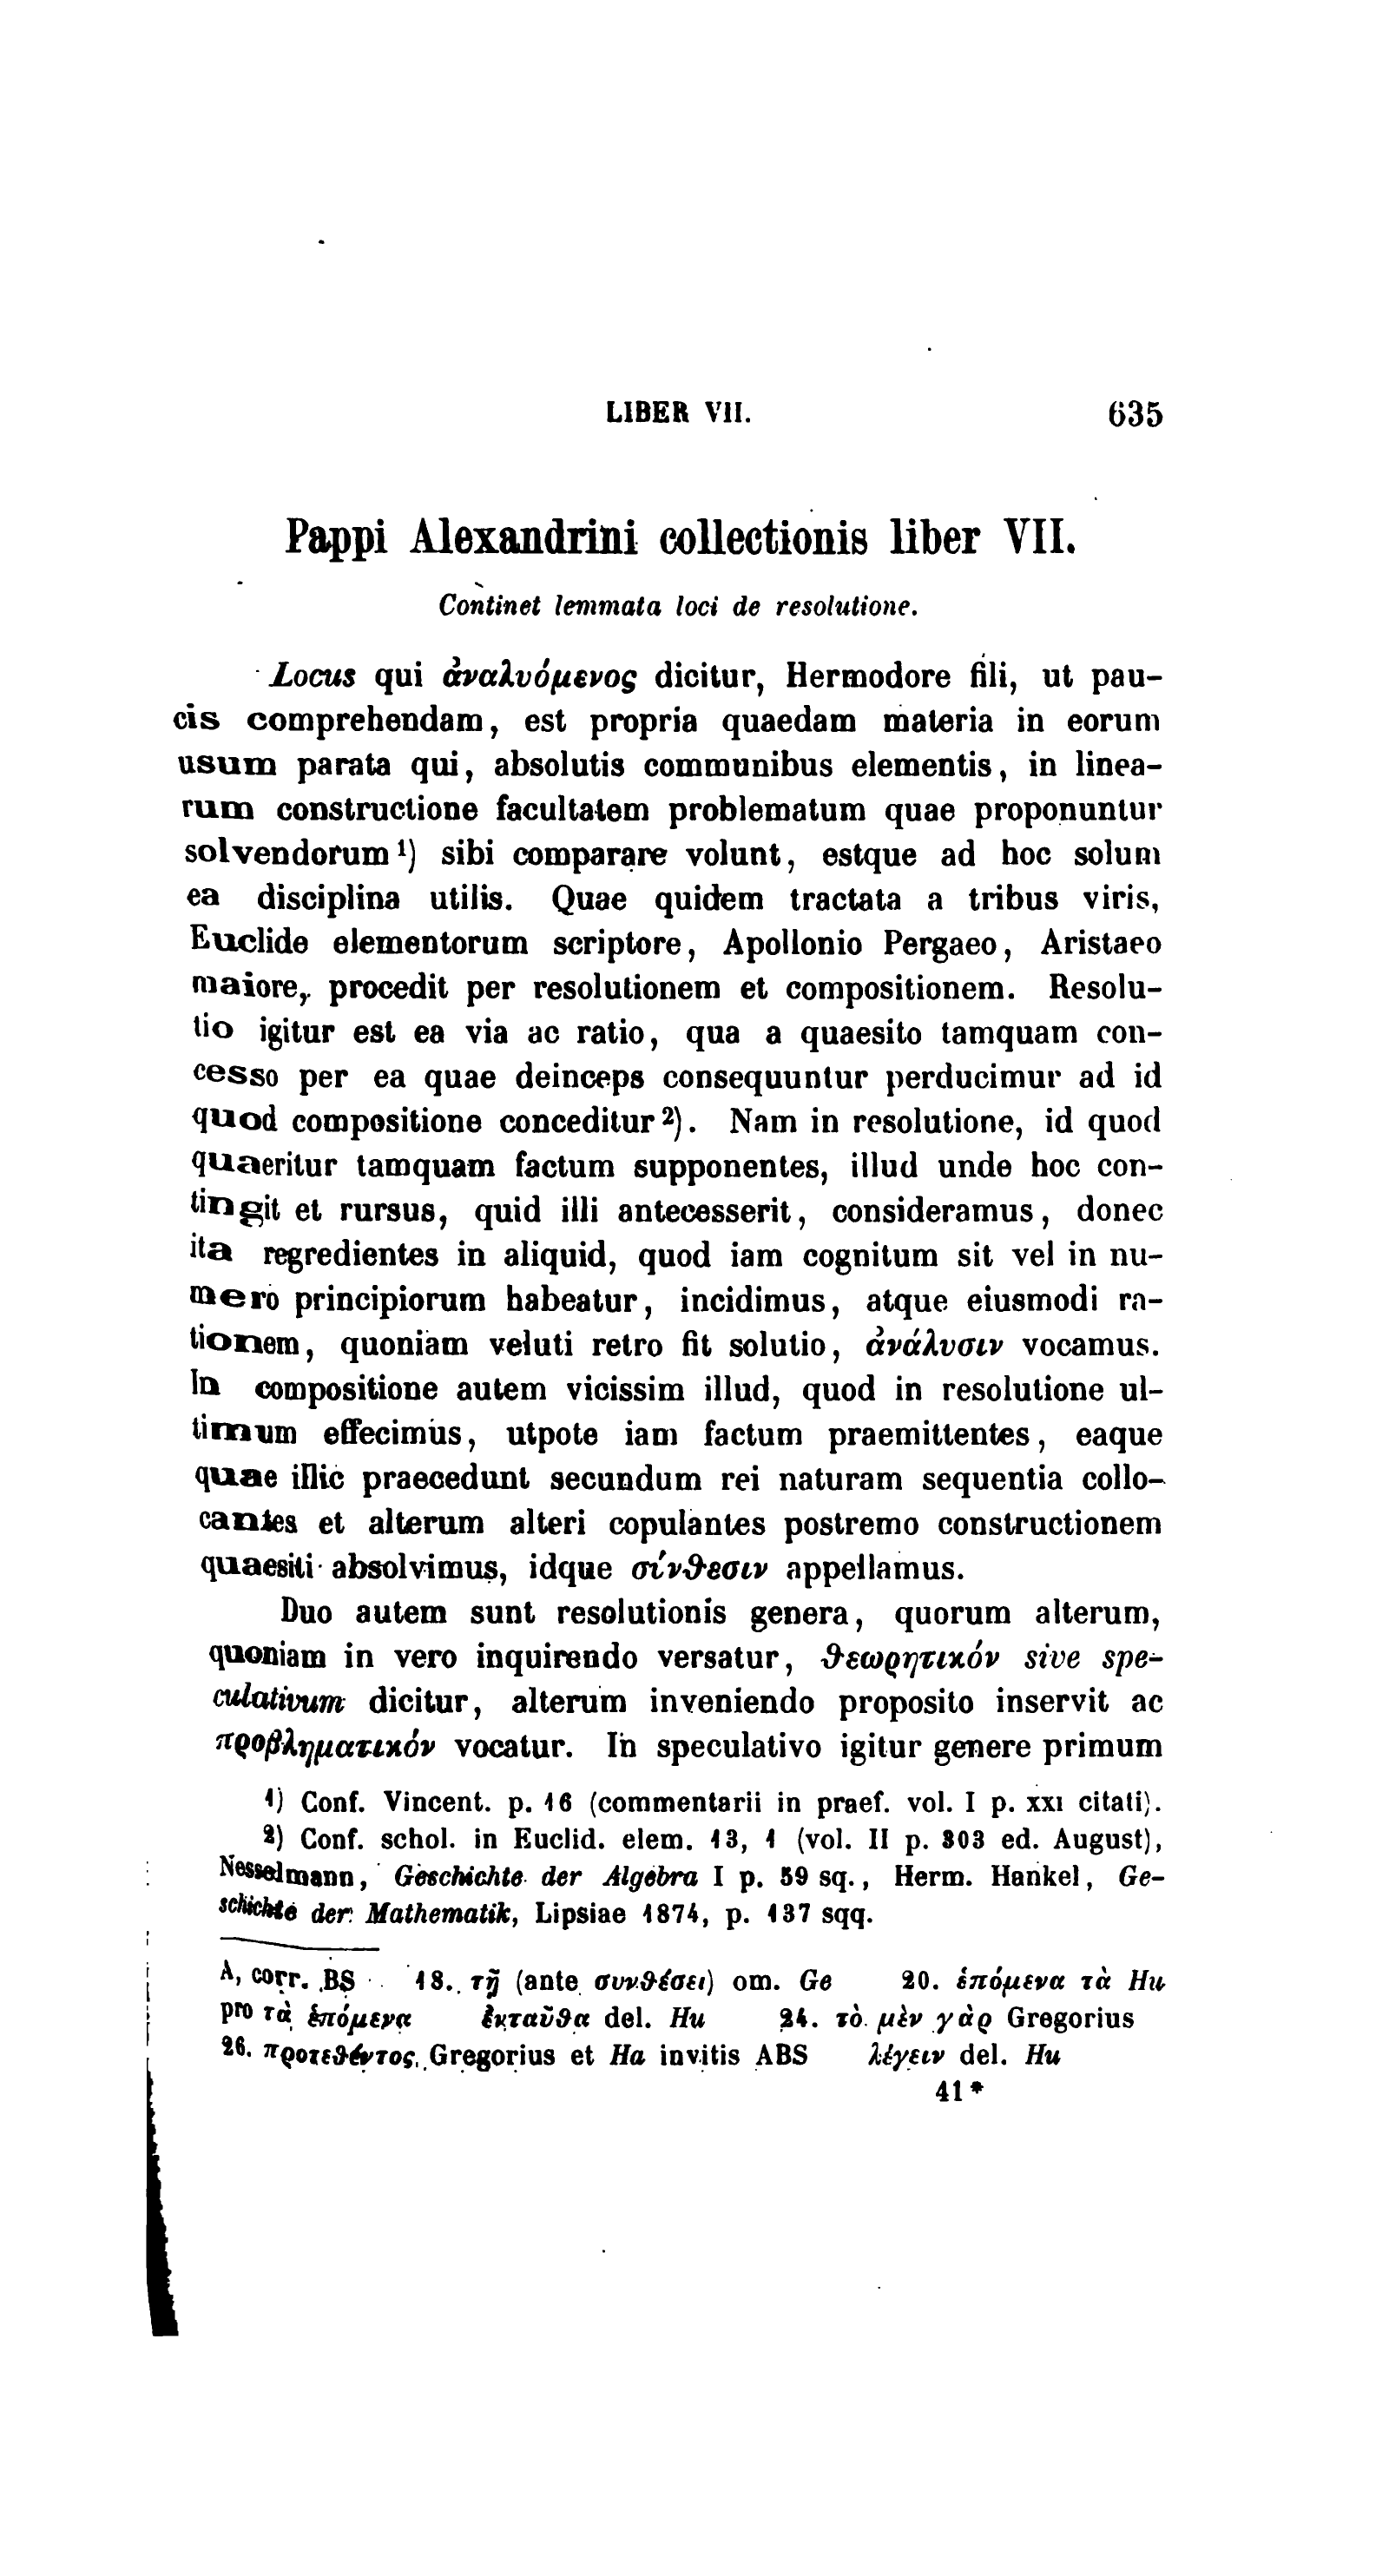 LIBER VII. 635
Pappi Alexandrini collectionis liber VII.
Continet lemmata loci de resolutione.
Locus qui ἀναλυόμενος dicitur, Hermodore fili, ut pau-
cis comprehendam, est propria quaedam materia in eorum
usum parata qui, absolutis communibus elementis, in linea-
rum constructione facultatem problematum quae proponuntur
solvendorum ¹) sibi comparare volunt, estque ad hoc solum
ea disciplina utilis. Quae quidem tractata a tribus viris,
Euclide elementorum scriptore, Apollonio Pergaeo, Aristaeo
maiore, procedit per resolutionem et compositionem. Resolu-
tio igitur est ea via ac ratio, qua a quaesito tamquam con-
cesso per ea quae deinceps consequuntur perducimur ad id
quod compositione conceditur ²). Nam in resolutione, id quod
quaeritur tamquam factum supponentes, illud unde hoc con-
tingit et rursus, quid illi antecesserit, consideramus, donec
ita regredientes in aliquid, quod iam cognitum sit vel in nu-
mero principiorum habeatur, incidimus, atque eiusmodi ra-
tionem, quoniam veluti retro fit solutio, ἀνάλυσιν vocamus.
In compositione autem vicissim illud, quod in resolutione ul-
timum effecimus, utpote iam factum praemittentes, eaque
quae illic praecedunt secundum rei naturam sequentia collo-
cantes et alterum alteri copulantes postremo constructionem
quaesiti absolvimus, idque σύνθεσιν appellamus.
Duo autem sunt resolutionis genera, quorum alterum,
quoniam in vero inquirendo versatur, θεωρητικόν sive spe-
culativum dicitur, alterum inveniendo proposito inservit ac
προβληματικόν vocatur. In speculativo igitur genere primum
1) Conf. Vincent. p. 16 (commentarii in praef. vol. I p. XXI citati).
2) Conf. schol. in Euclid. elem. 13, 1 (vol. II p. 303 ed. August),
Nesselmann, Geschichte der Algebra I p. 59 sq., Herm. Hankel, Ge-
schichte der Mathematik, Lipsiae 1874, p. 137 sqq.
A, corr. BS 18. τῇ (ante συνθέσει) om. Ge 20. ἑπόμενα τὰ Hu
pro τὰ ἑπόμενα ἐνταῦθα del. Hu 24. τὸ μὲν γὰρ Gregorius
26. προτεθέντος Gregorius et Ha invitis ABS λέγειν del. Hu
41*